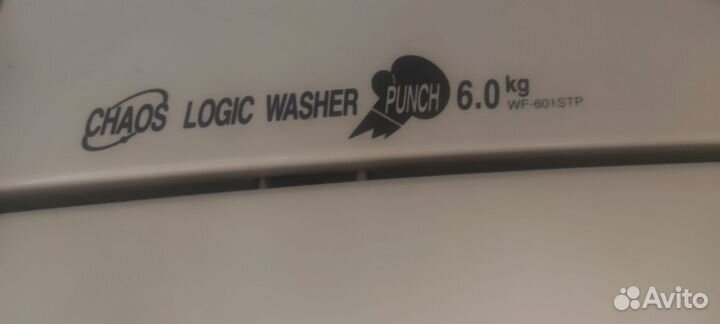 CHAOS LOGIC WASHER PUNCH 6.0 kg
WF-601STP
Avito